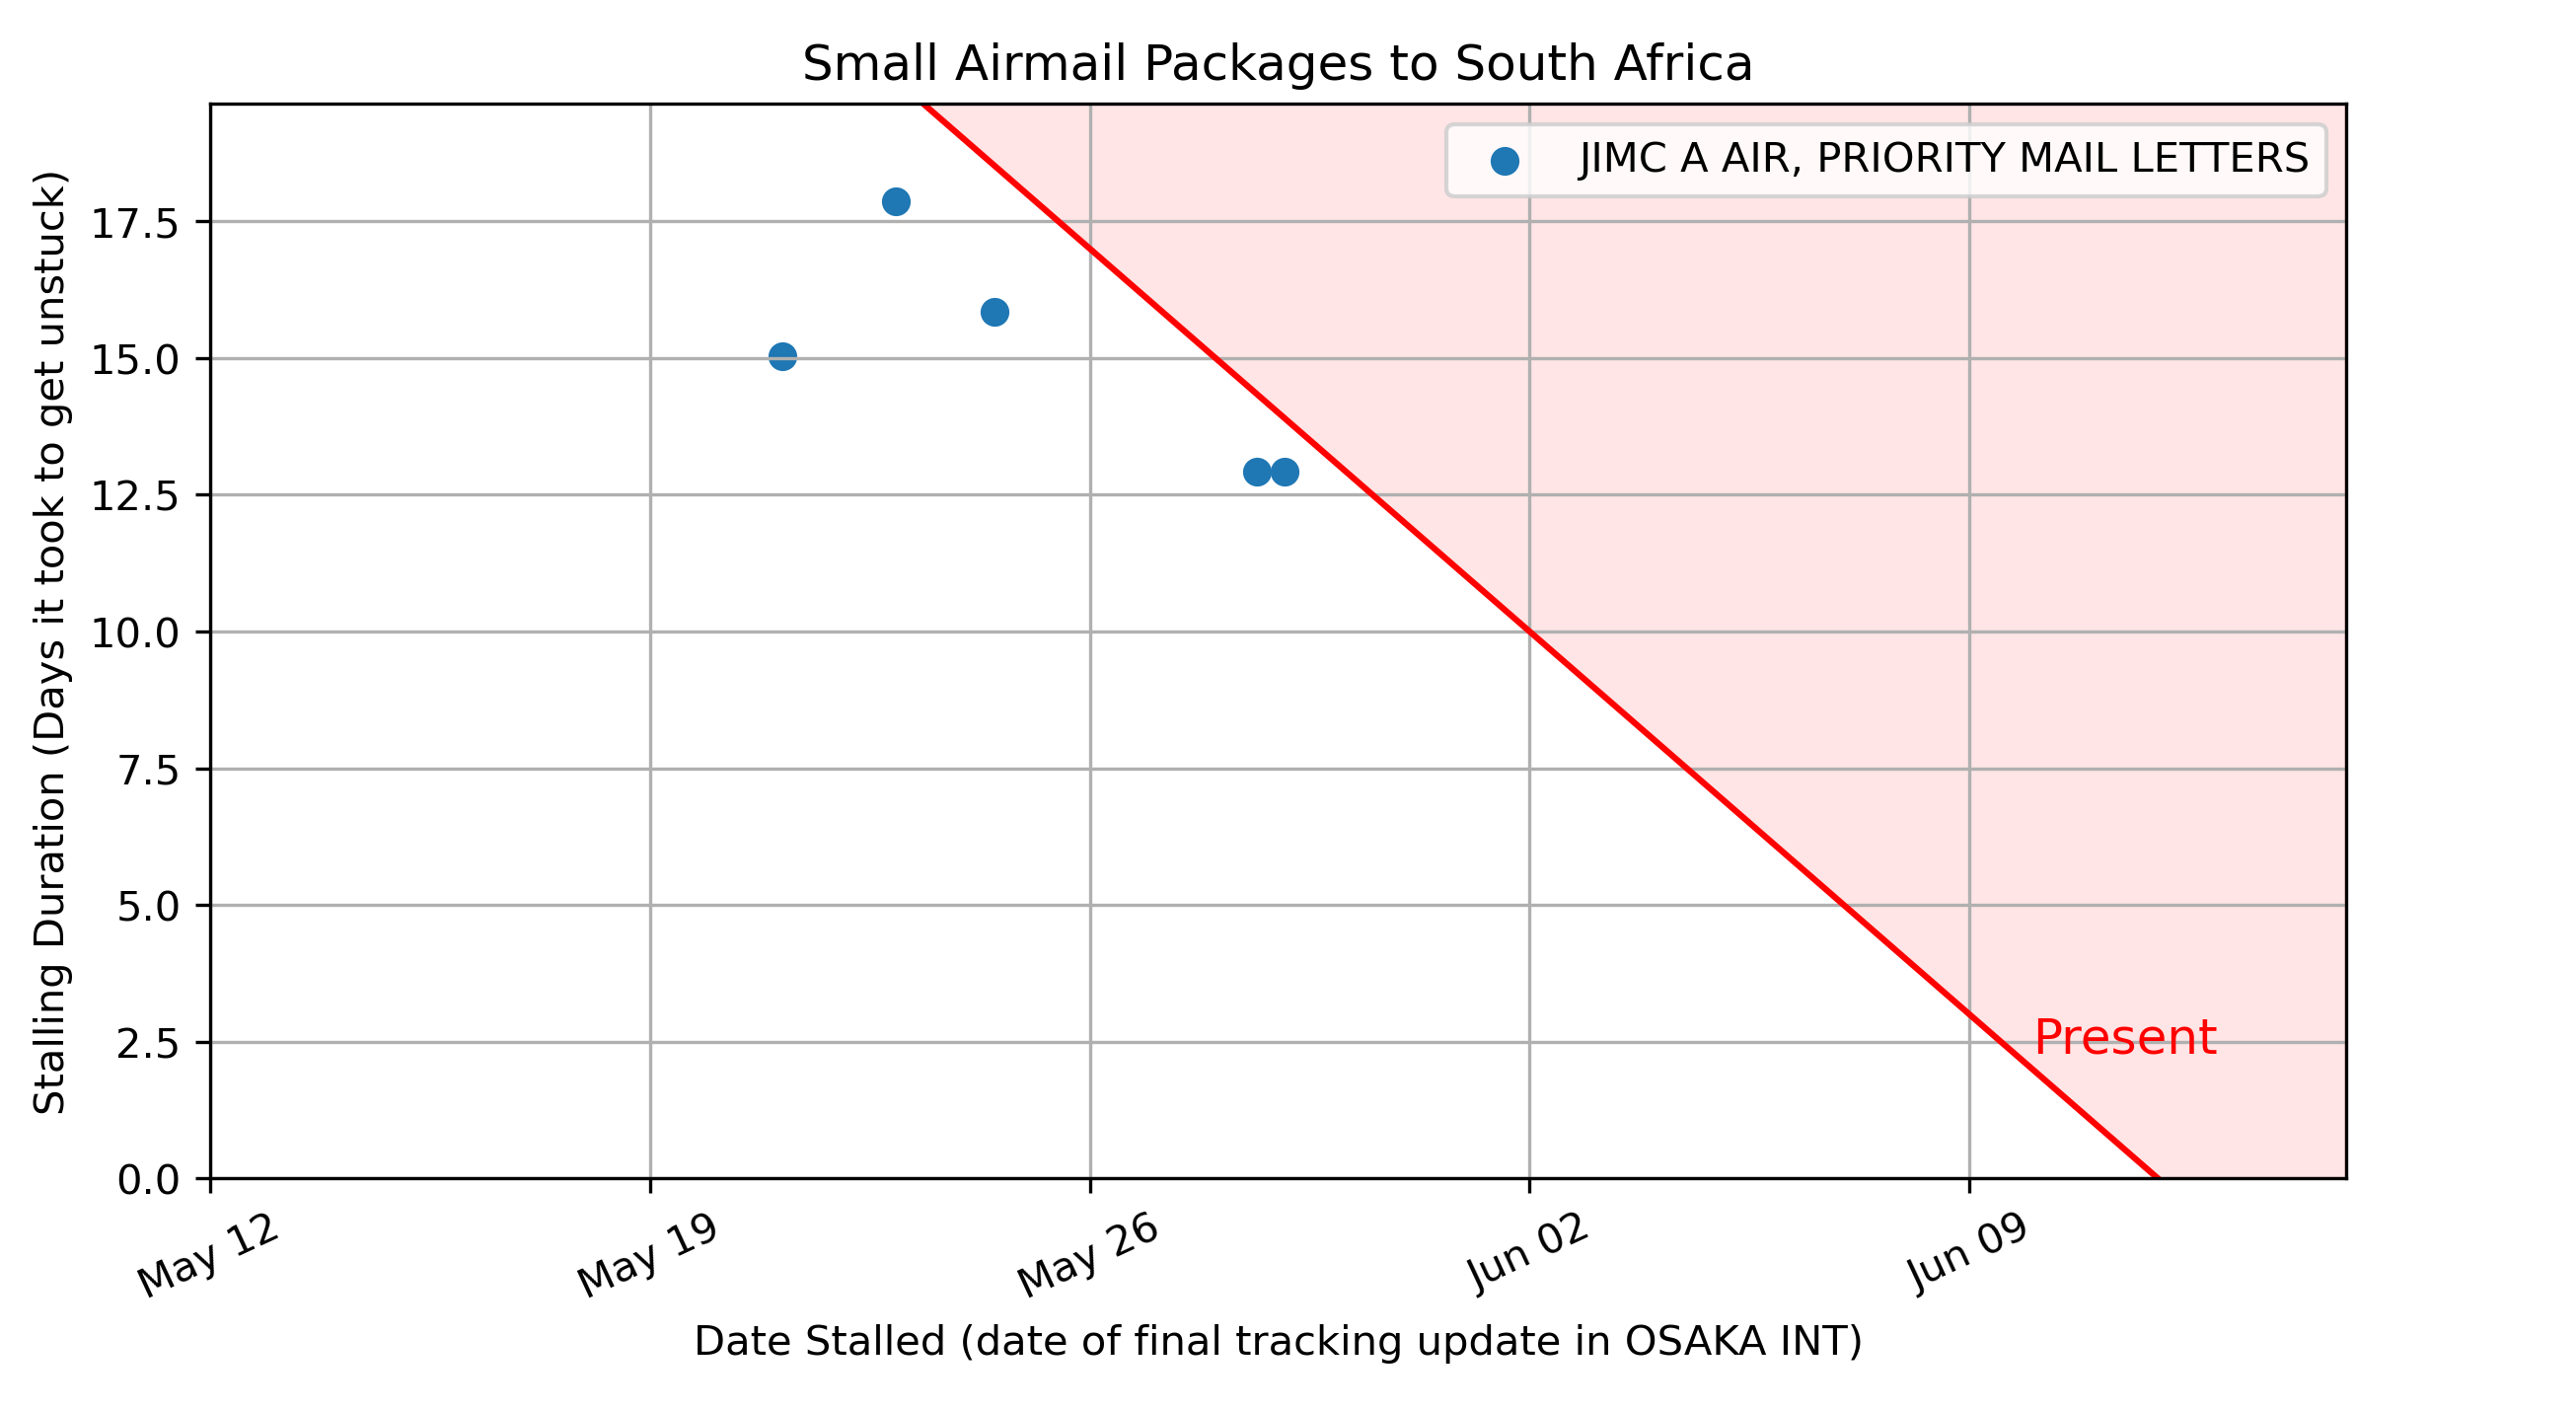 Small Airmail Packages to South Africa
JIMC A AIR, PRIORITY MAIL LETTERS
Stalling Duration (Days it took to get unstuck)
17.5
15.0
12.5
10.0
7.5
5.0
2.5
0.0
Present
May 12
May 19
May 26
Jun 02
Jun 09
Date Stalled (date of final tracking update in OSAKA INT)